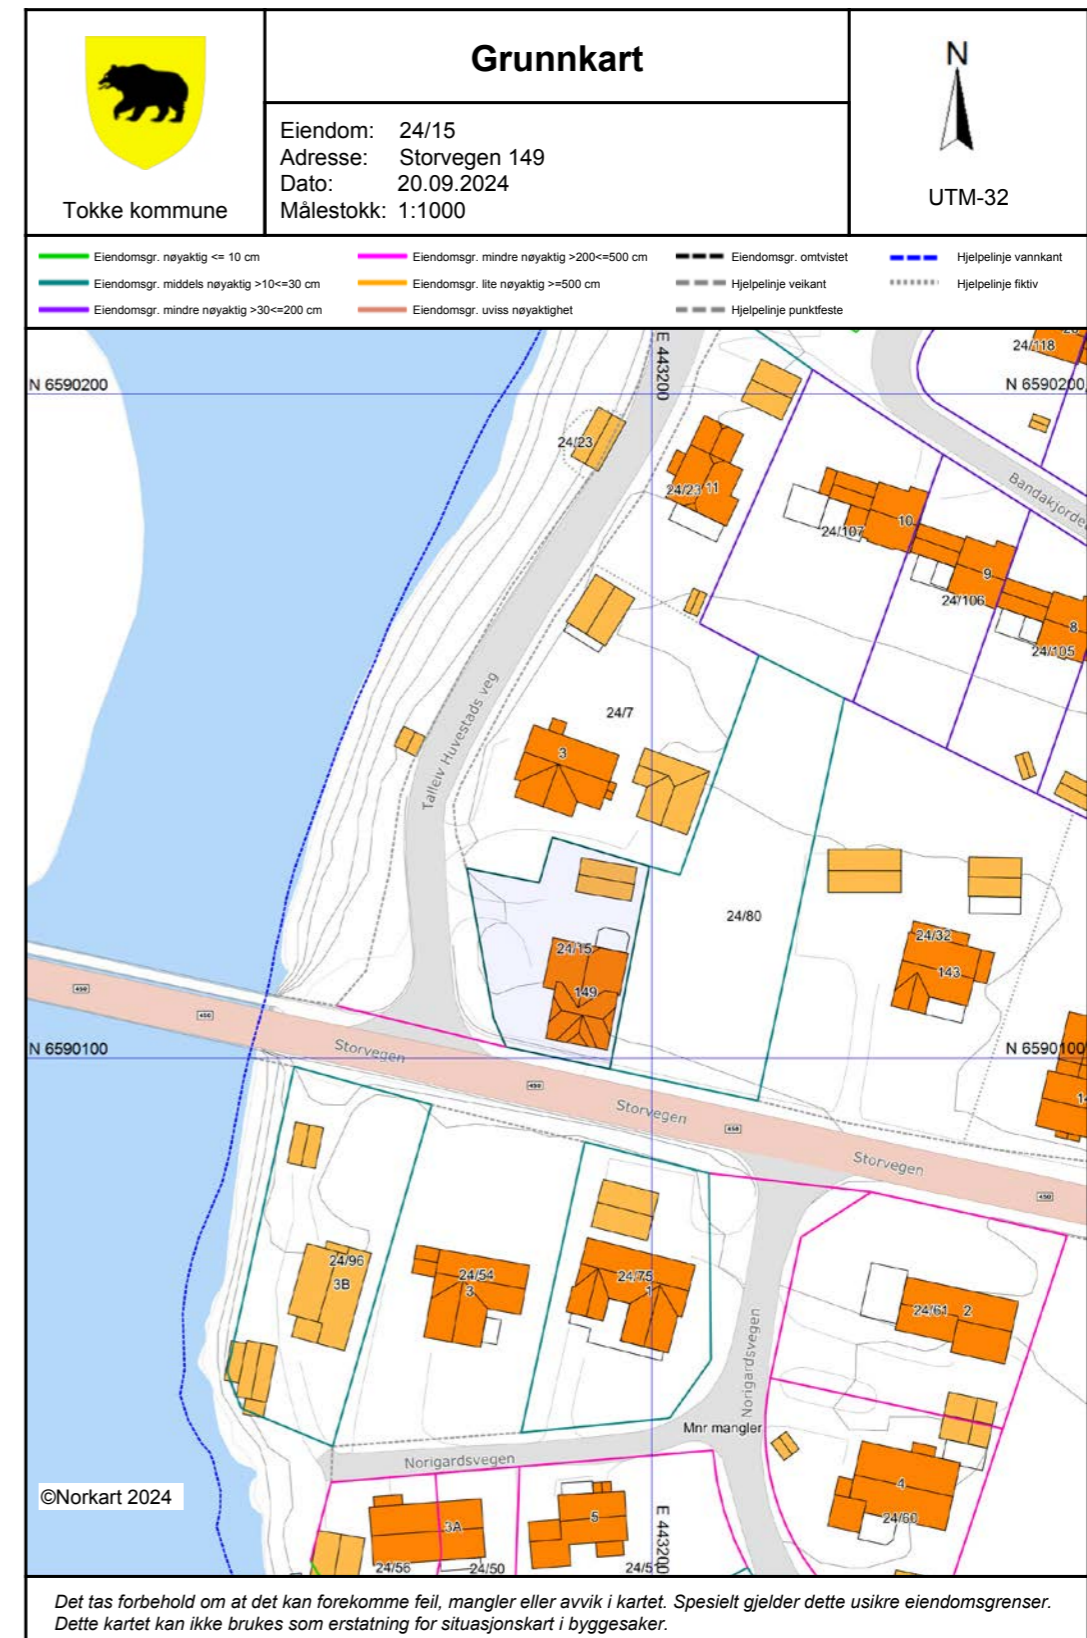 Grunnkart
Tokke kommune
Eiendom: 24/15
Adresse: Storvegen 149
Dato: 20.09.2024
Målestokk: 1:1000
N
UTM-32
Eiendomsgr. nøyaktig <= 10 cm
Eiendomsgr. middels nøyaktig >10<=30 cm
Eiendomsgr. mindre nøyaktig >30<=200 cm
Eiendomsgr. mindre nøyaktig >200<=500 cm
Eiendomsgr. lite nøyaktig >=500 cm
Eiendomsgr. uviss nøyaktighet
Eiendomsgr. omtvistet
Hjelpelinje veikant
Hjelpelinje punktfeste
Hjelpelinje vannkant
Hjelpelinje fiktiv
E 443200
24/118
N 6590200
N 6590200
24/23
24/23 11
Bandakjorde
10
24/107
9
24/106
8
24/105
24/7
Talleiv Huvestads veg
3
24/80
24/15
149
24/32
143
450
450
N 6590100
Storvegen
N 6590100
450
Storvegen
450
Storvegen
450
24/96
3B
24/54
3
24/75
1
24/61 2
Norigardsvegen
Mnr mangler
Norigardsvegen
4
24/60
©Norkart 2024
3A
5
24/56
24/50
24/5
E 443200
Det tas forbehold om at det kan forekomme feil, mangler eller avvik i kartet. Spesielt gjelder dette usikre eiendomsgrenser.
Dette kartet kan ikke brukes som erstatning for situasjonskart i byggesaker.